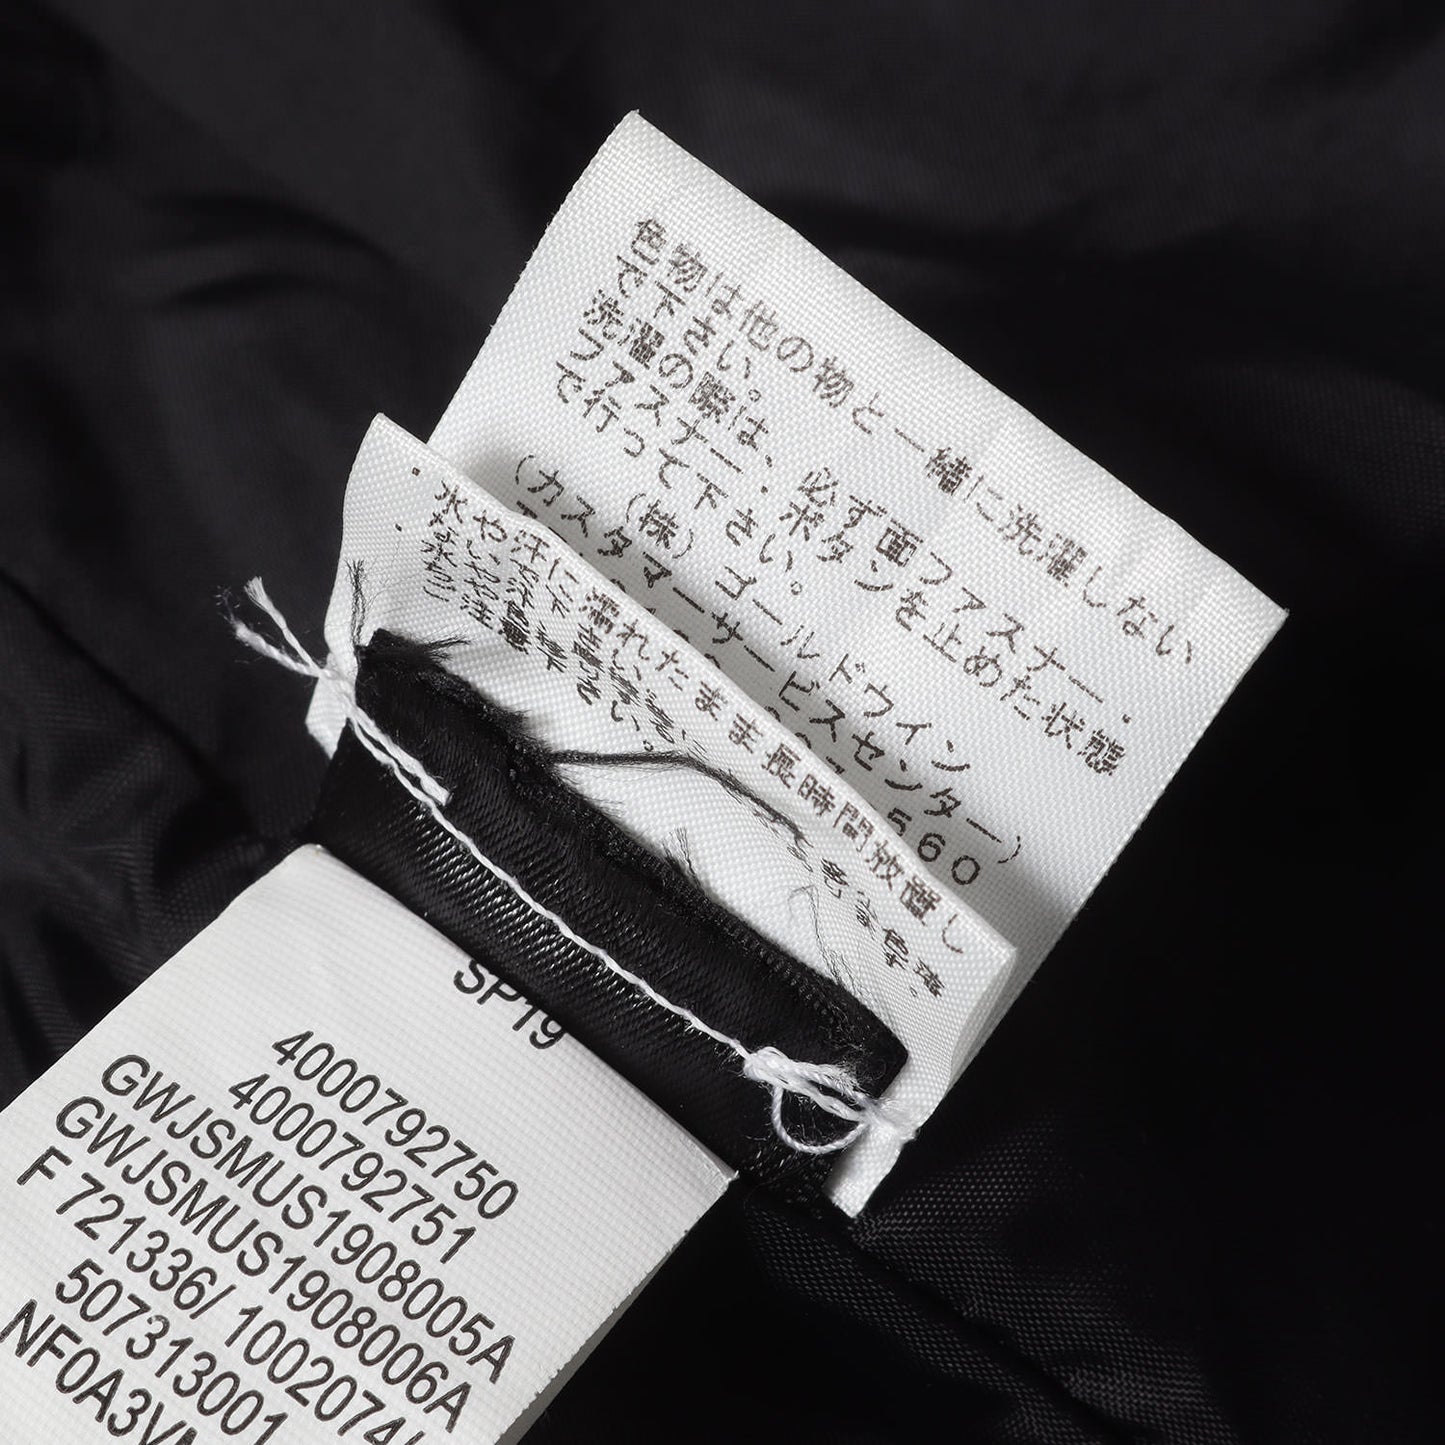 色物は他の物と一緒に洗濯しない
で下さい。
洗濯の際は、必ず面ファスナー・
ファスナー・ボタンを止めた状態
で行って下さい。
(株)ゴールドウイン
(カスタマーサービスセンター)
560
・水や汗に濡れたまま長時間放置し
SP19
4000792750
4000792751
GWJSMUS1908005A
GWJSMUS1908006A
F 721336/ 1002074
507313001
NF0A3V